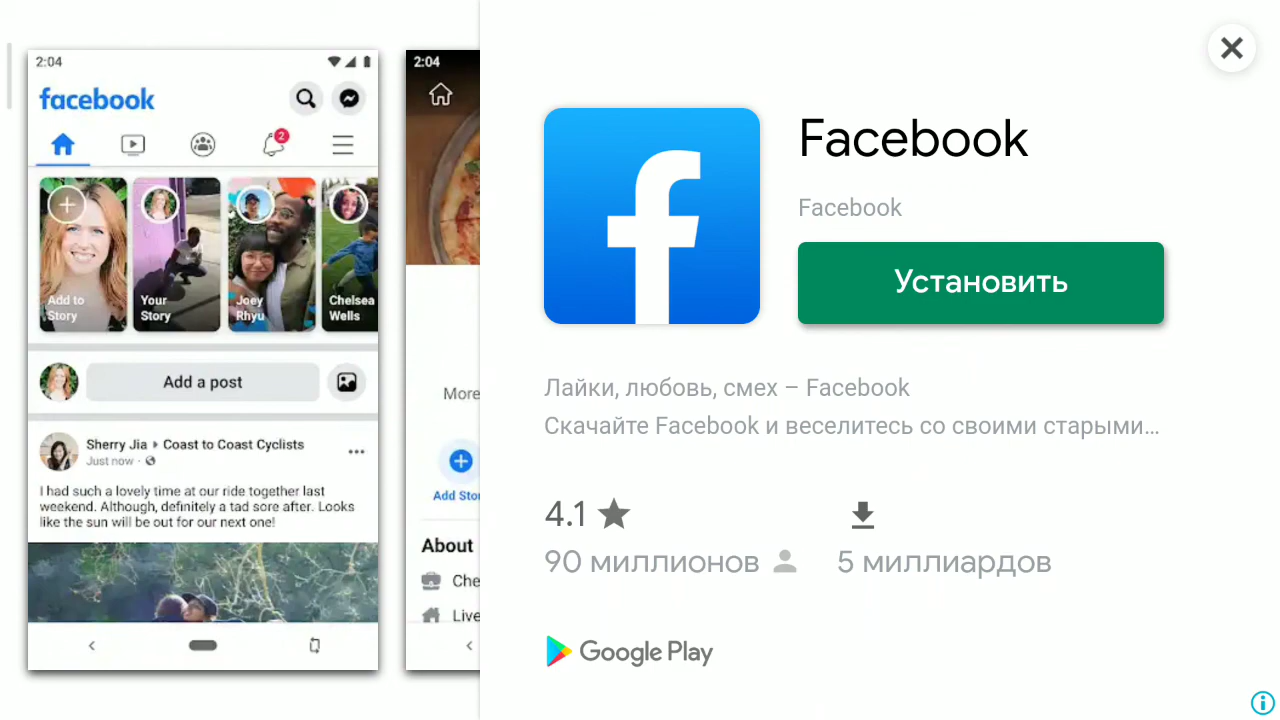 2:04
facebook
2
Add to
Story
Your
Story
Joey
Rhyu
Chelsea
Wells
Add a post
Sherry Jia Coast to Coast Cyclists
Just now ·
I had such a lovely time at our ride together last
weekend. Although, definitely a tad sore after. Looks
like the sun will be out for our next one!
2:04
More
Add Stor
About
Che
Live
Facebook
Facebook
Установить
Лайки, любовь, смех – Facebook
Скачайте Facebook и веселитесь со своими старыми...
4.1
90 миллионов 5 миллиардов
Google Play